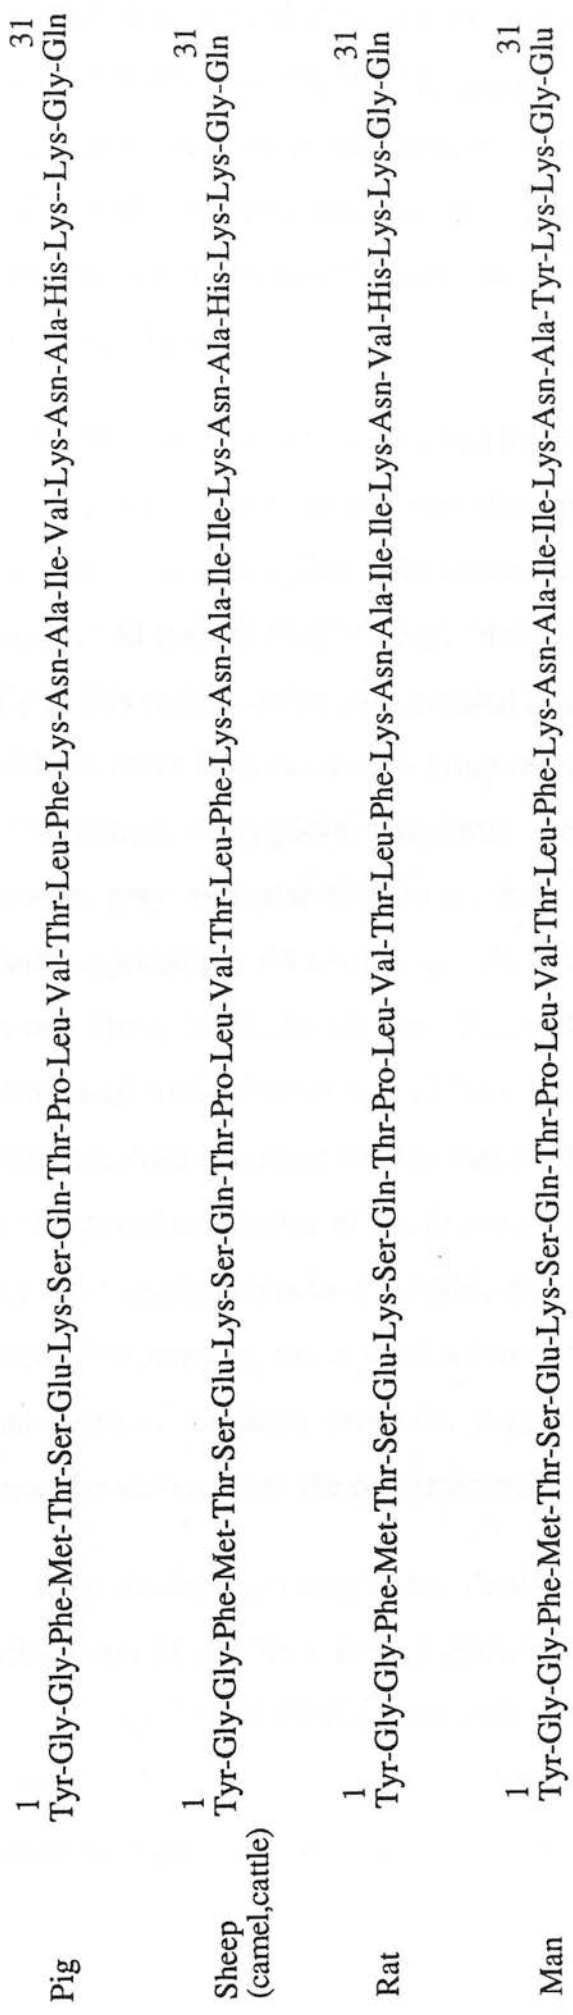 1 31
Pig Tyr-Gly-Gly-Phe-Met-Thr-Ser-Glu-Lys-Ser-Gln-Thr-Pro-Leu-Val-Thr-Leu-Phe-Lys-Asn-Ala-Ile-Val-Lys-Asn-Ala-His-Lys--Lys-Gly-Gln
1 31
Sheep Tyr-Gly-Gly-Phe-Met-Thr-Ser-Glu-Lys-Ser-Gln-Thr-Pro-Leu-Val-Thr-Leu-Phe-Lys-Asn-Ala-Ile-Ile-Lys-Asn-Ala-His-Lys-Lys-Gly-Gln
(camel,cattle)
1 31
Rat Tyr-Gly-Gly-Phe-Met-Thr-Ser-Glu-Lys-Ser-Gln-Thr-Pro-Leu-Val-Thr-Leu-Phe-Lys-Asn-Ala-Ile-Ile-Lys-Asn-Val-His-Lys-Lys-Gly-Gln
1 31
Man Tyr-Gly-Gly-Phe-Met-Thr-Ser-Glu-Lys-Ser-Gln-Thr-Pro-Leu-Val-Thr-Leu-Phe-Lys-Asn-Ala-Ile-Ile-Lys-Asn-Ala-Tyr-Lys-Lys-Gly-Glu